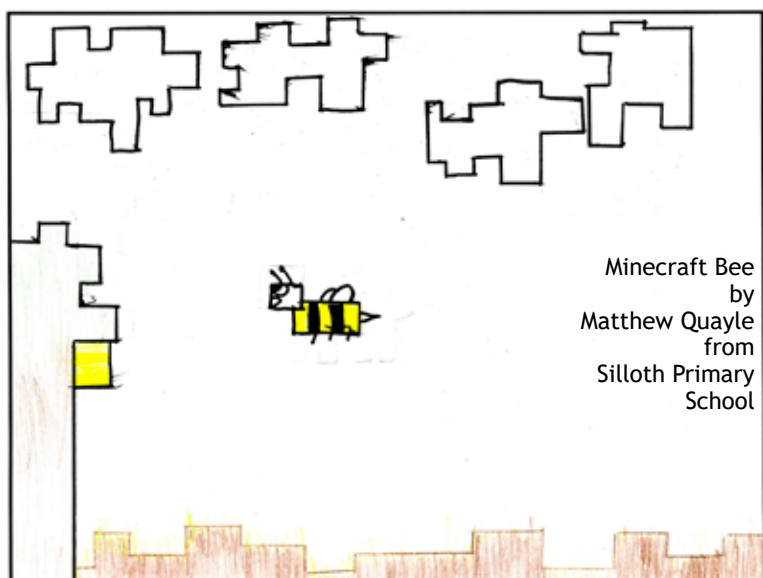 Minecraft Bee
by
Matthew Quayle
from
Silloth Primary
School